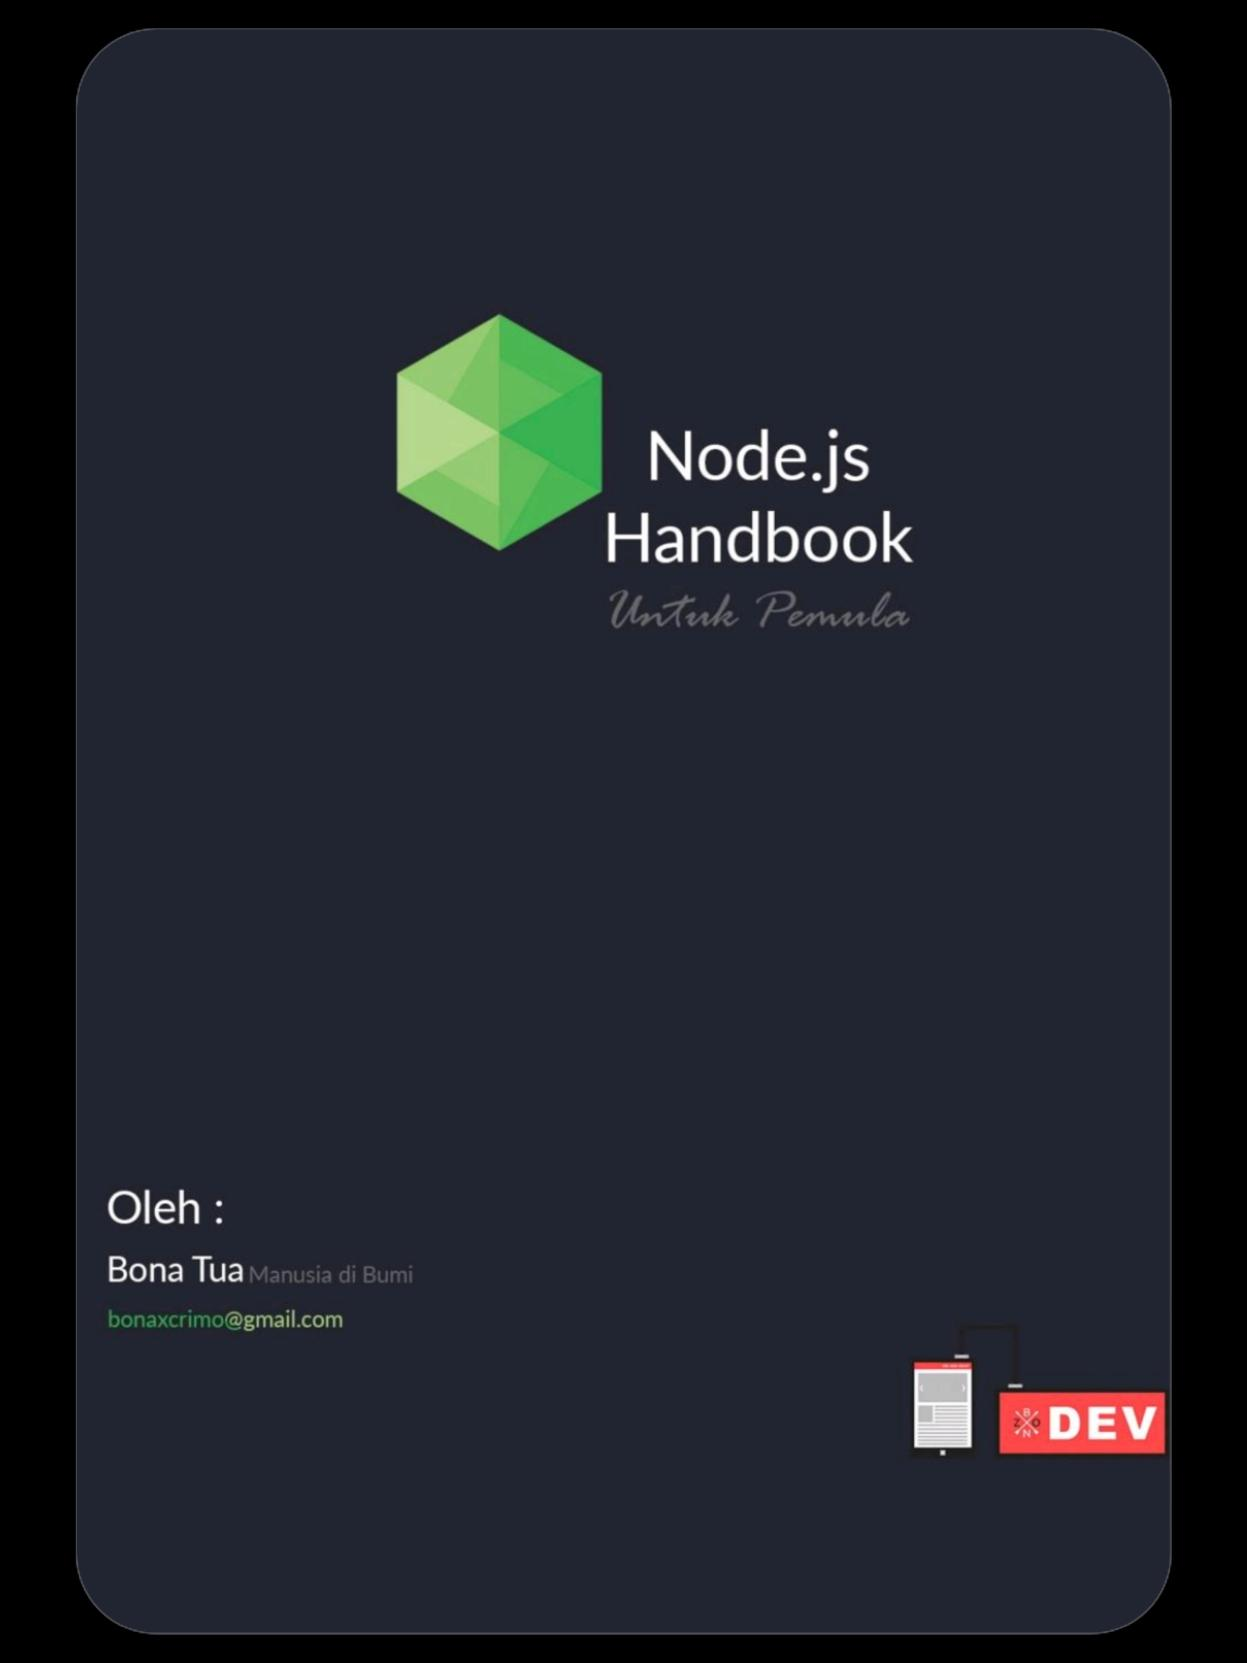 Node.js
Handbook
Untuk Pemula
Oleh :
Bona Tua Manusia di Bumi
bonaxcrimo@gmail.com
B
Z O DEV
N